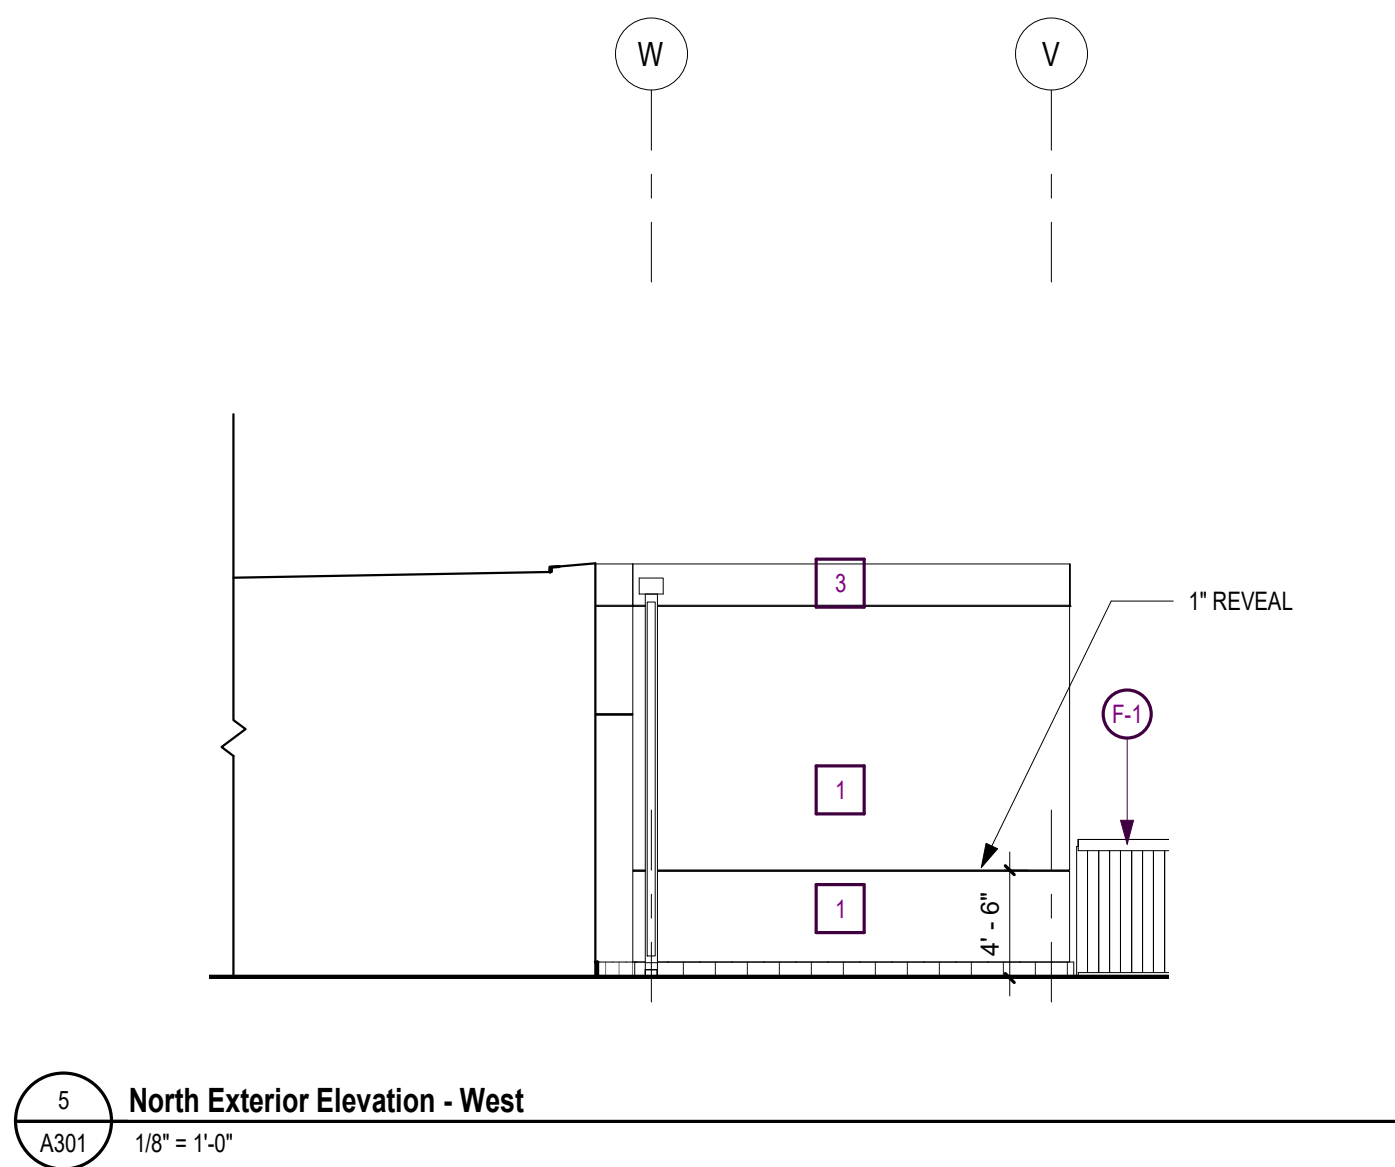 W V
3
1" REVEAL
F-1
1
1
4' - 6"
5
North Exterior Elevation - West
A301
1/8" = 1'-0"